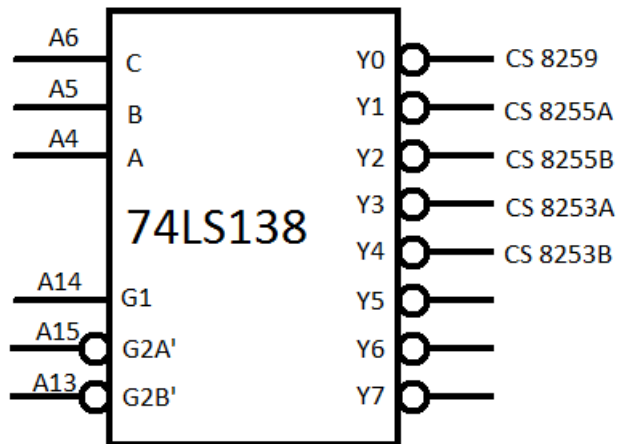 A6 C Y0 CS 8259
A5 B Y1 CS 8255A
A4 A Y2 CS 8255B
74LS138 Y3 CS 8253A
Y4 CS 8253B
A14 G1 Y5
A15 G2A' Y6
A13 G2B' Y7